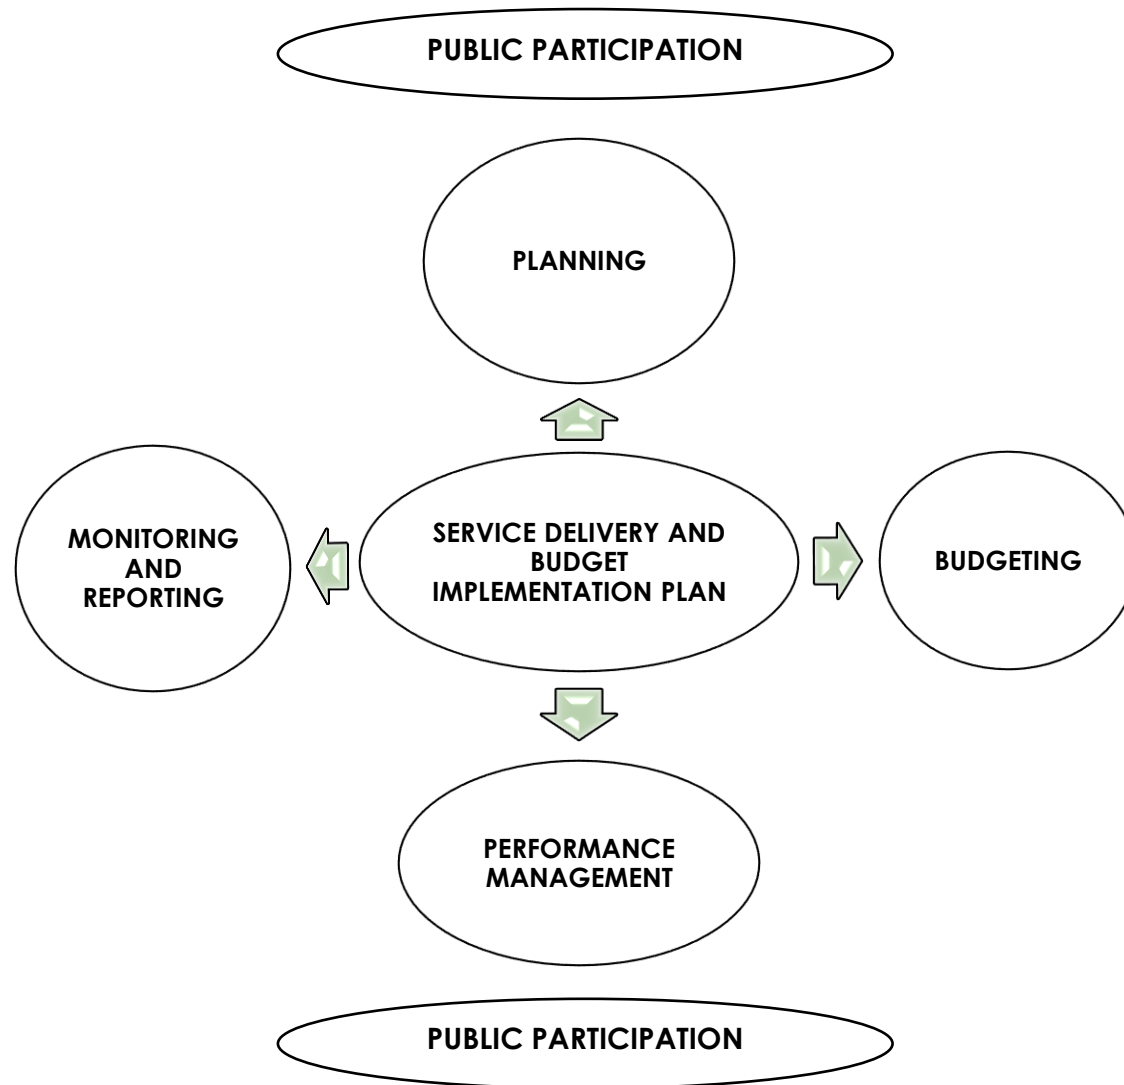 PUBLIC PARTICIPATION
PLANNING
MONITORING
AND
REPORTING
SERVICE DELIVERY AND
BUDGET
IMPLEMENTATION PLAN
BUDGETING
PERFORMANCE
MANAGEMENT
PUBLIC PARTICIPATION